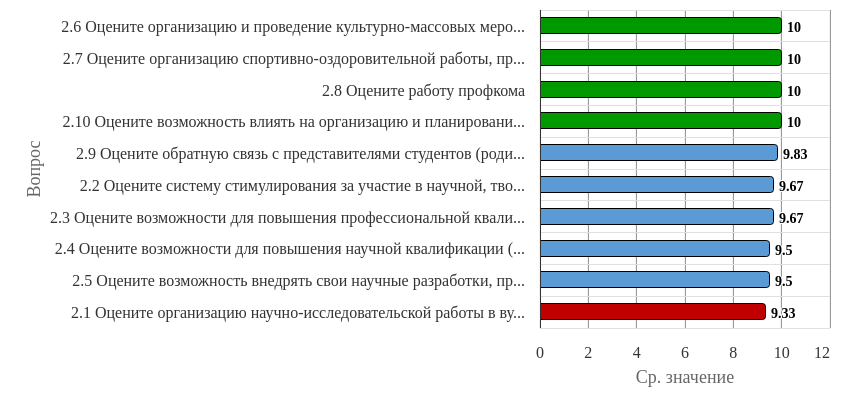 2.6 Оцените организацию и проведение культурно-массовых меро... 10
2.7 Оцените организацию спортивно-оздоровительной работы, пр... 10
2.8 Оцените работу профкома 10
2.10 Оцените возможность влиять на организацию и планировани... 10
2.9 Оцените обратную связь с представителями студентов (роди... 9.83
2.2 Оцените систему стимулирования за участие в научной, тво... 9.67
2.3 Оцените возможности для повышения профессиональной квали... 9.67
2.4 Оцените возможности для повышения научной квалификации (... 9.5
2.5 Оцените возможность внедрять свои научные разработки, пр... 9.5
2.1 Оцените организацию научно-исследовательской работы в ву... 9.33
Вопрос
0 2 4 6 8 10 12
Ср. значение